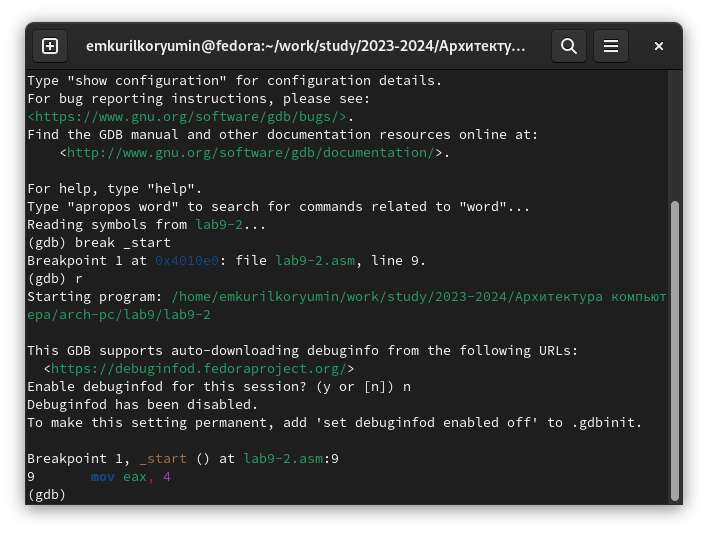 emkurilkoryumin@fedora:~/work/study/2023-2024/Архитекту...
Type "show configuration" for configuration details.
For bug reporting instructions, please see:
<https://www.gnu.org/software/gdb/bugs/>.
Find the GDB manual and other documentation resources online at:
    <http://www.gnu.org/software/gdb/documentation/>.
For help, type "help".
Type "apropos word" to search for commands related to "word"...
Reading symbols from lab9-2...
(gdb) break _start
Breakpoint 1 at 0x4010e0: file lab9-2.asm, line 9.
(gdb) r
Starting program: /home/emkurilkoryumin/work/study/2023-2024/Архитектура компьют
ера/arch-pc/lab9/lab9-2
This GDB supports auto-downloading debuginfo from the following URLs:
  <https://debuginfod.fedoraproject.org/>
Enable debuginfod for this session? (y or [n]) n
Debuginfod has been disabled.
To make this setting permanent, add 'set debuginfod enabled off' to .gdbinit.
Breakpoint 1, _start () at lab9-2.asm:9
9       mov eax, 4
(gdb)